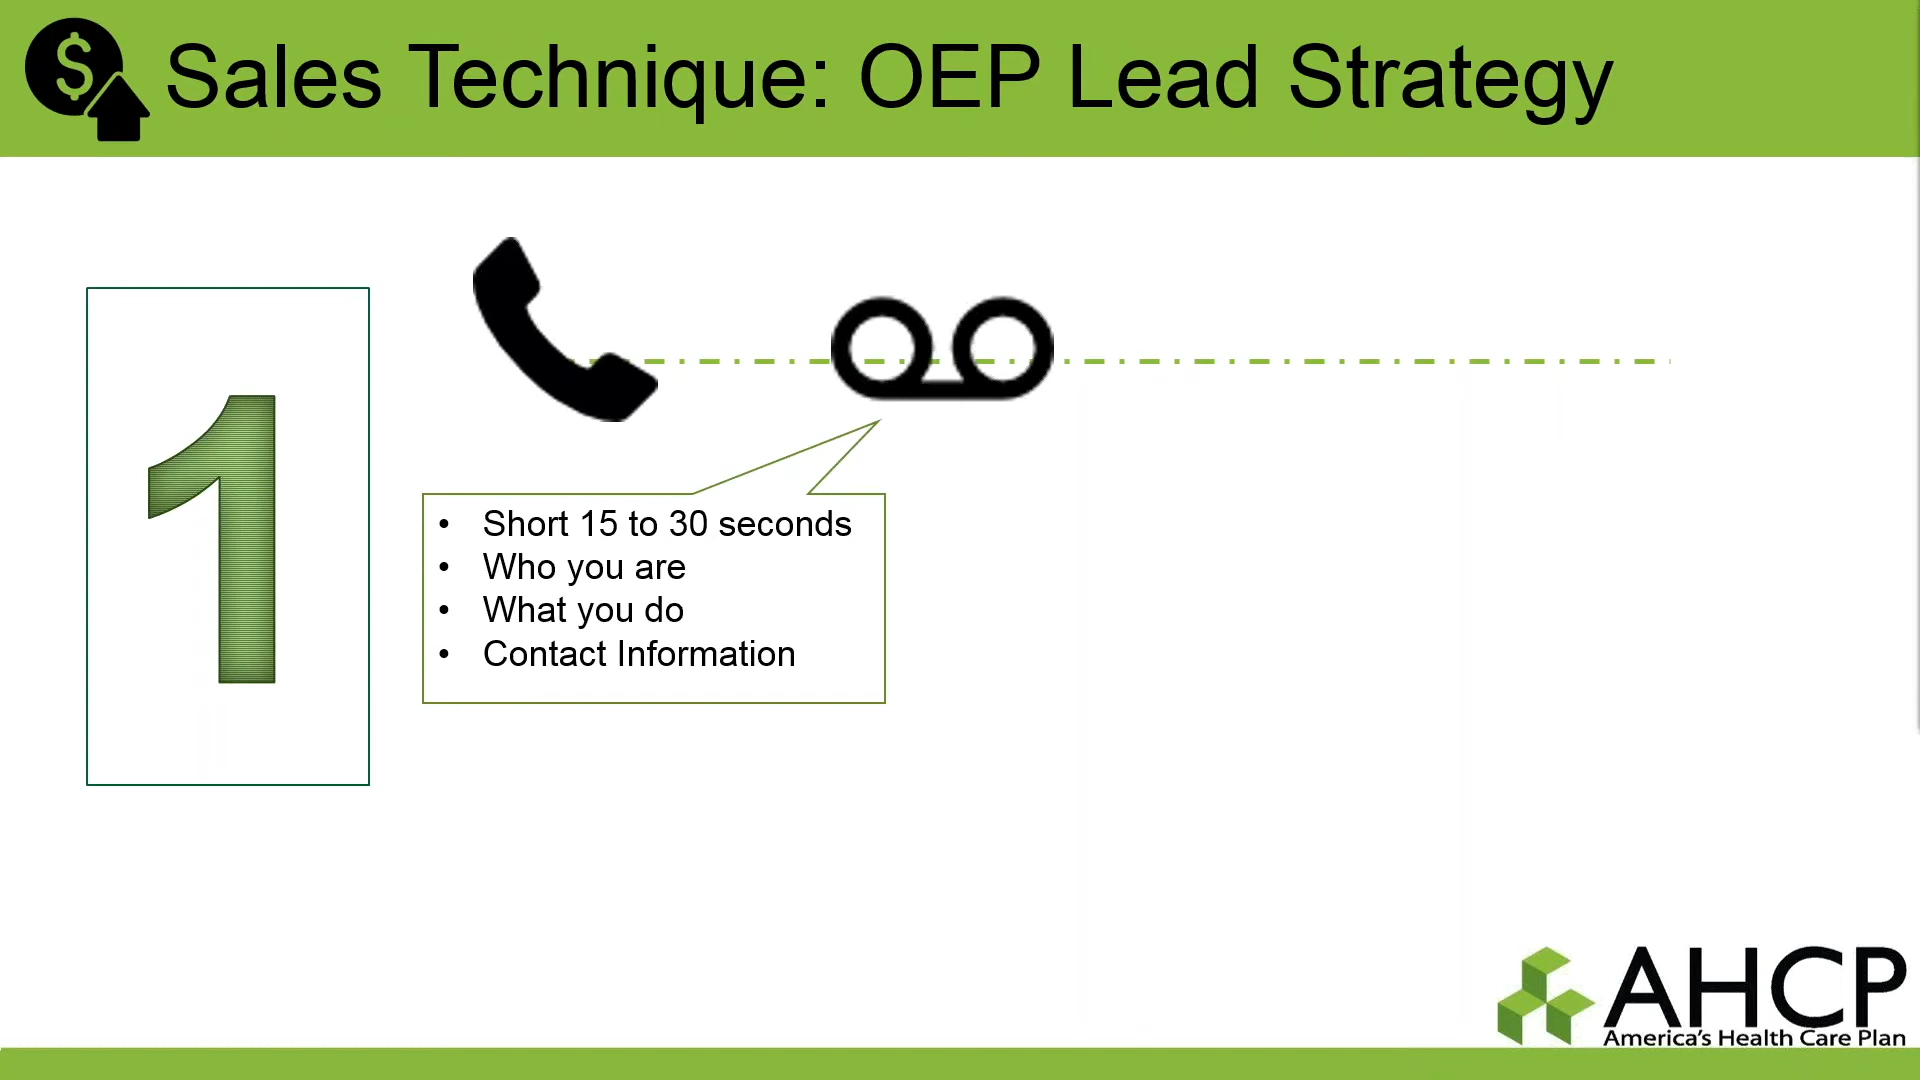 $ Sales Technique: OEP Lead Strategy
1
• Short 15 to 30 seconds
• Who you are
• What you do
• Contact Information
AHCP
America's Health Care Plan